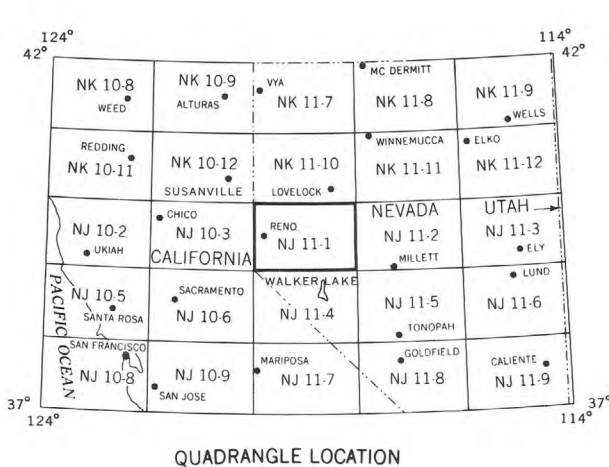 124°
114°
42°
42°
NK 10-8
WEED
NK 10-9
ALTURAS
VYA
NK 11-7
MC DERMITT
NK 11-8
NK 11-9
WELLS
REDDING
NK 10-11
NK 10-12
SUSANVILLE
NK 11-10
LOVELOCK
WINNEMUCCA
NK 11-11
ELKO
NK 11-12
NJ 10-2
UKIAH
CHICO
NJ 10-3
CALIFORNIA
RENO
NJ 11-1
NEVADA
NJ 11-2
MILLETT
UTAH
NJ 11-3
ELY
PACIFIC OCEAN
NJ 10-5
SANTA ROSA
SACRAMENTO
NJ 10-6
WALKER LAKE
NJ 11-4
NJ 11-5
TONOPAH
LUND
NJ 11-6
SAN FRANCISCO
NJ 10-8
NJ 10-9
SAN JOSE
MARIPOSA
NJ 11-7
GOLDFIELD
NJ 11-8
CALIENTE
NJ 11-9
37°
37°
124°
114°
QUADRANGLE LOCATION